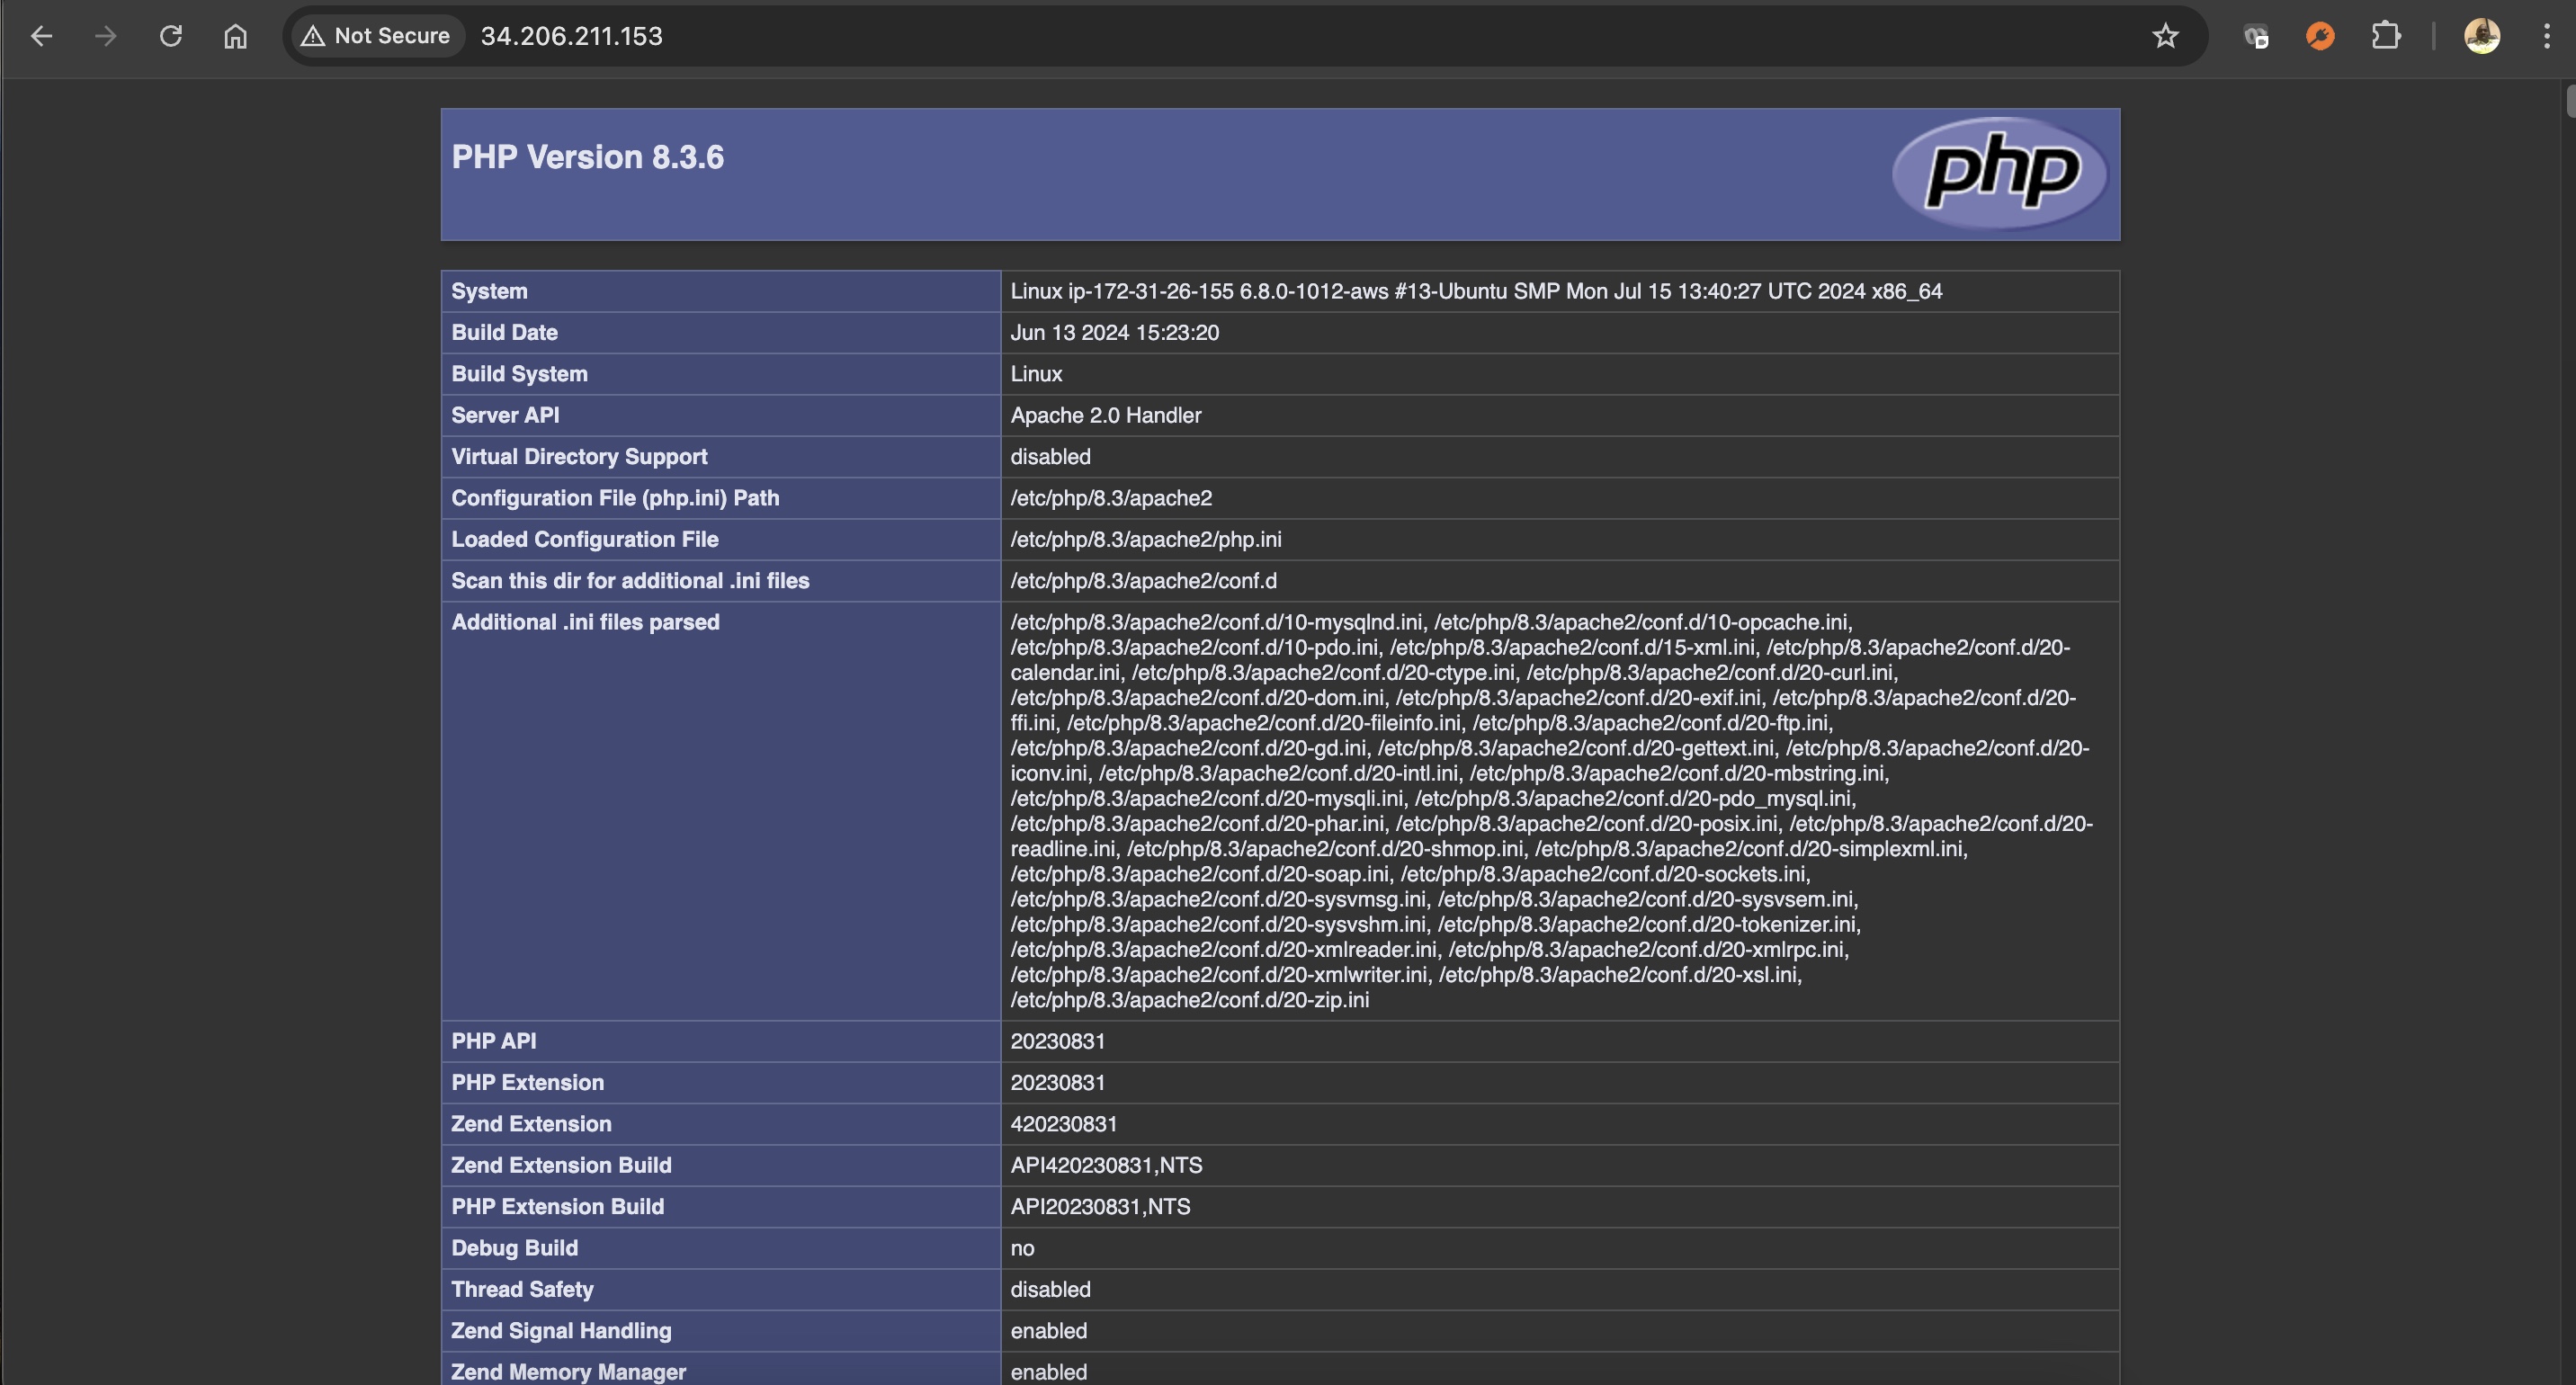 Not Secure 34.206.211.153
PHP Version 8.3.6
php
System Linux ip-172-31-26-155 6.8.0-1012-aws #13-Ubuntu SMP Mon Jul 15 13:40:27 UTC 2024 x86_64
Build Date Jun 13 2024 15:23:20
Build System Linux
Server API Apache 2.0 Handler
Virtual Directory Support disabled
Configuration File (php.ini) Path /etc/php/8.3/apache2
Loaded Configuration File /etc/php/8.3/apache2/php.ini
Scan this dir for additional .ini files /etc/php/8.3/apache2/conf.d
Additional .ini files parsed /etc/php/8.3/apache2/conf.d/10-mysqlnd.ini, /etc/php/8.3/apache2/conf.d/10-opcache.ini,
/etc/php/8.3/apache2/conf.d/10-pdo.ini, /etc/php/8.3/apache2/conf.d/15-xml.ini, /etc/php/8.3/apache2/conf.d/20-
calendar.ini, /etc/php/8.3/apache2/conf.d/20-ctype.ini, /etc/php/8.3/apache2/conf.d/20-curl.ini,
/etc/php/8.3/apache2/conf.d/20-dom.ini, /etc/php/8.3/apache2/conf.d/20-exif.ini, /etc/php/8.3/apache2/conf.d/20-
ffi.ini, /etc/php/8.3/apache2/conf.d/20-fileinfo.ini, /etc/php/8.3/apache2/conf.d/20-ftp.ini,
/etc/php/8.3/apache2/conf.d/20-gd.ini, /etc/php/8.3/apache2/conf.d/20-gettext.ini, /etc/php/8.3/apache2/conf.d/20-
iconv.ini, /etc/php/8.3/apache2/conf.d/20-intl.ini, /etc/php/8.3/apache2/conf.d/20-mbstring.ini,
/etc/php/8.3/apache2/conf.d/20-mysqli.ini, /etc/php/8.3/apache2/conf.d/20-pdo_mysql.ini,
/etc/php/8.3/apache2/conf.d/20-phar.ini, /etc/php/8.3/apache2/conf.d/20-posix.ini, /etc/php/8.3/apache2/conf.d/20-
readline.ini, /etc/php/8.3/apache2/conf.d/20-shmop.ini, /etc/php/8.3/apache2/conf.d/20-simplexml.ini,
/etc/php/8.3/apache2/conf.d/20-soap.ini, /etc/php/8.3/apache2/conf.d/20-sockets.ini,
/etc/php/8.3/apache2/conf.d/20-sysvmsg.ini, /etc/php/8.3/apache2/conf.d/20-sysvsem.ini,
/etc/php/8.3/apache2/conf.d/20-sysvshm.ini, /etc/php/8.3/apache2/conf.d/20-tokenizer.ini,
/etc/php/8.3/apache2/conf.d/20-xmlreader.ini, /etc/php/8.3/apache2/conf.d/20-xmlrpc.ini,
/etc/php/8.3/apache2/conf.d/20-xmlwriter.ini, /etc/php/8.3/apache2/conf.d/20-xsl.ini,
/etc/php/8.3/apache2/conf.d/20-zip.ini
PHP API 20230831
PHP Extension 20230831
Zend Extension 420230831
Zend Extension Build API420230831,NTS
PHP Extension Build API20230831,NTS
Debug Build no
Thread Safety disabled
Zend Signal Handling enabled
Zend Memory Manager enabled